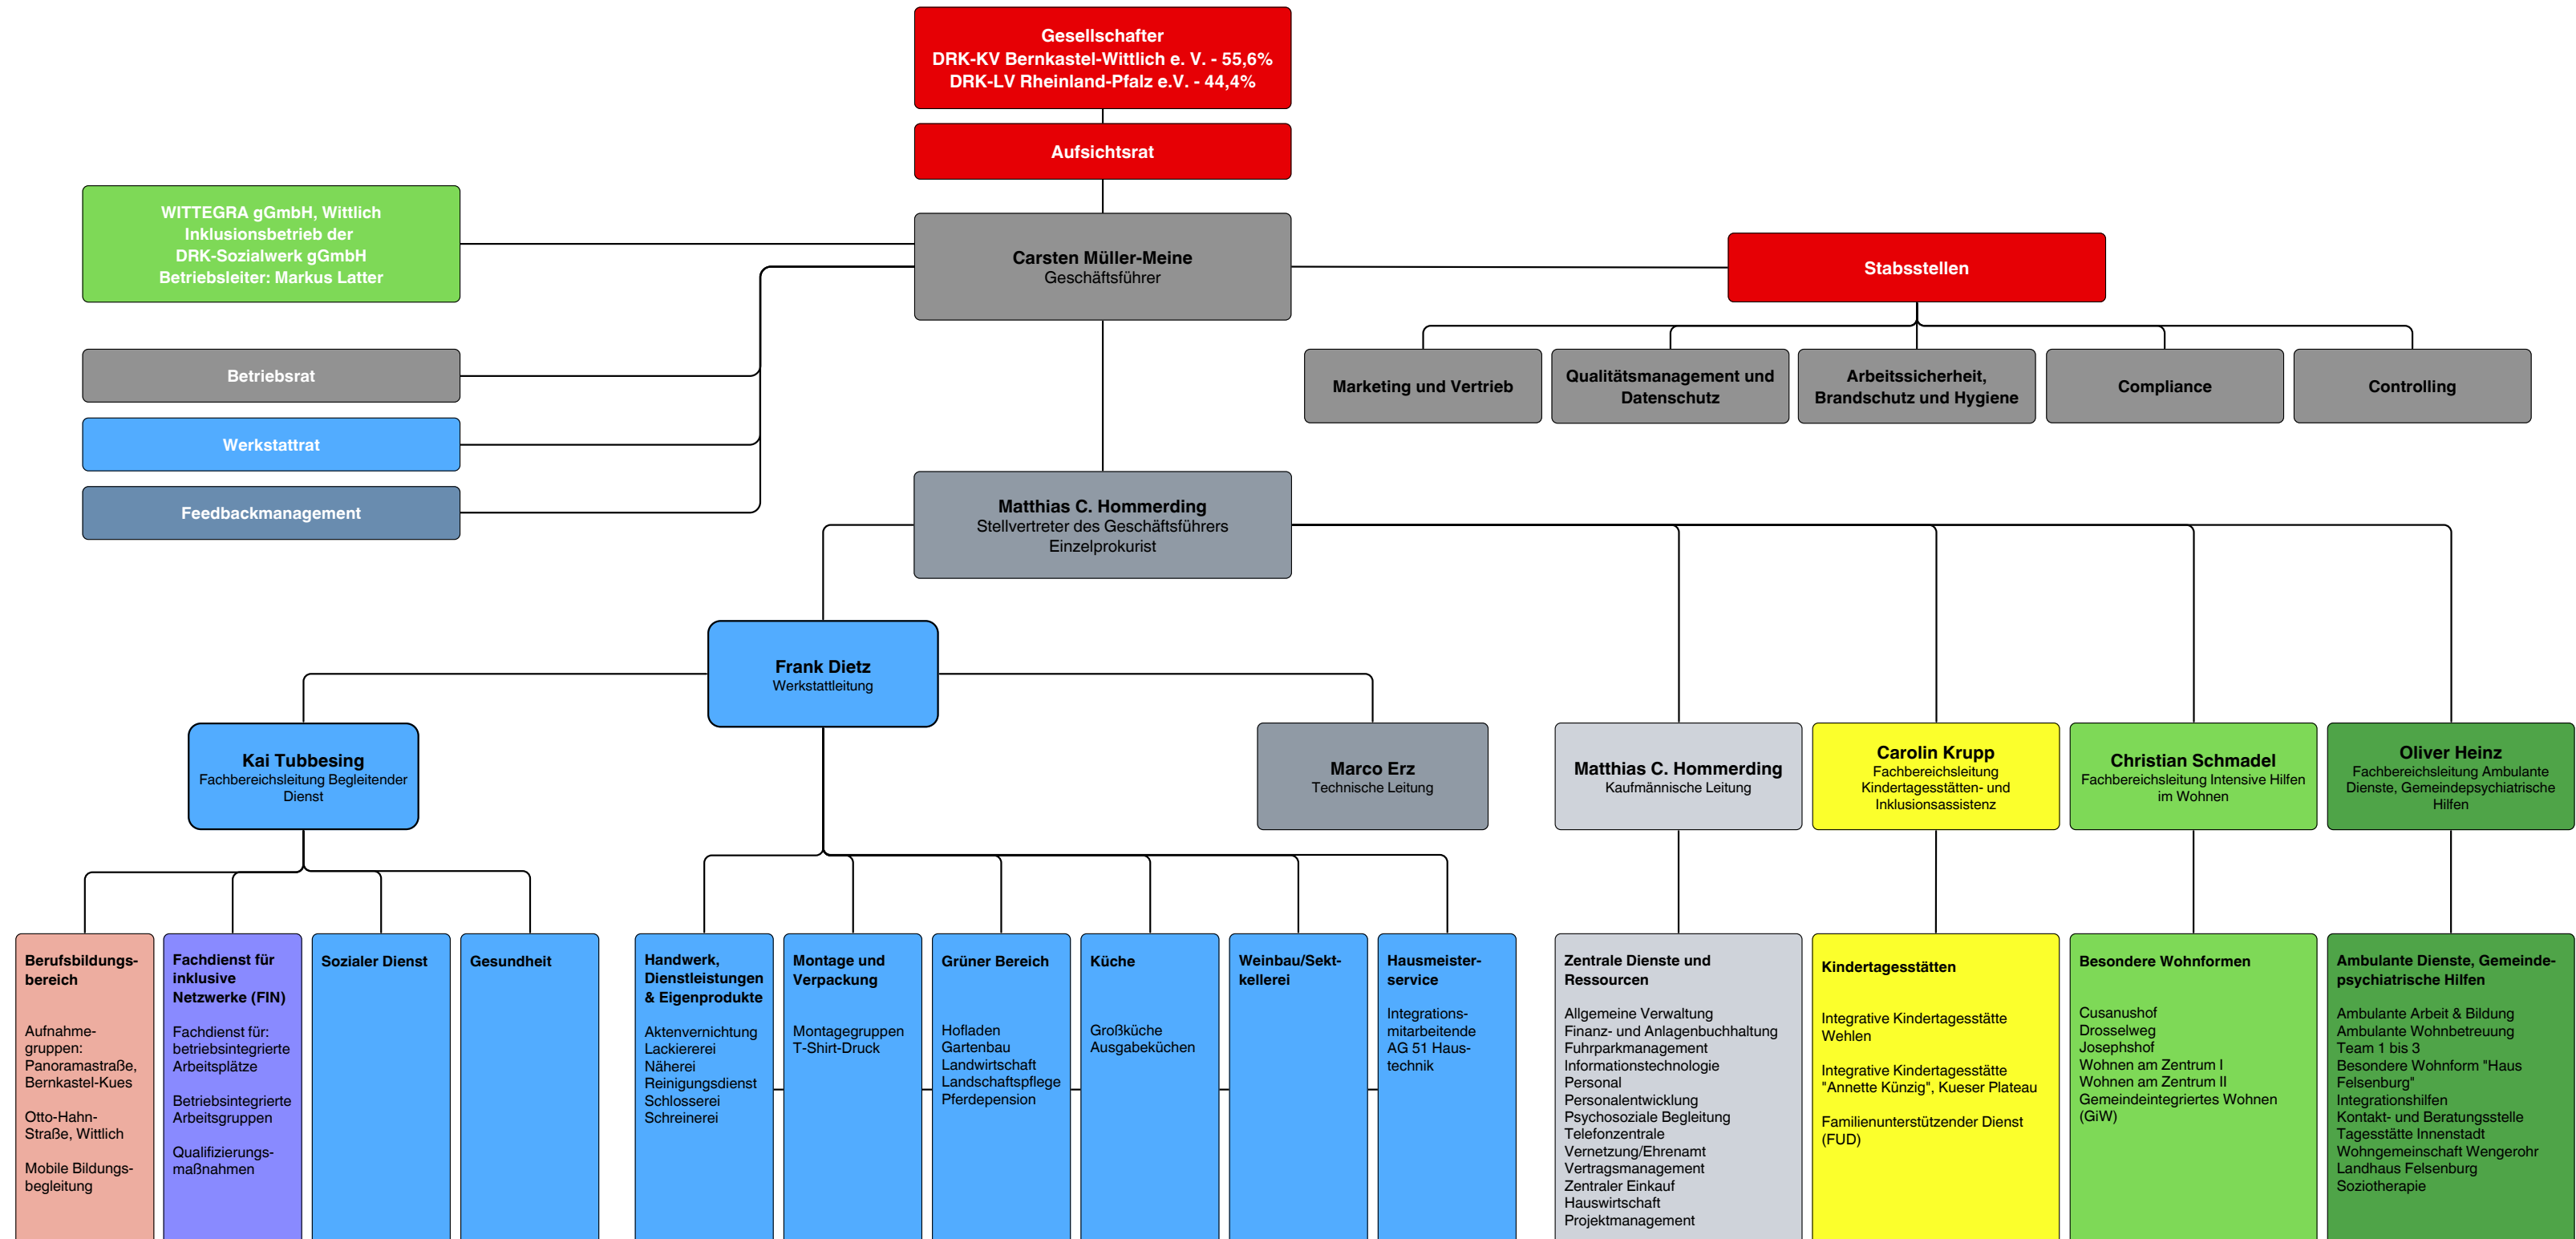 Gesellschafter
DRK-KV Bernkastel-Wittlich e. V. - 55,6%
DRK-LV Rheinland-Pfalz e.V. - 44,4%
Aufsichtsrat
WITTEGRA gGmbH, Wittlich
Inklusionsbetrieb der
DRK-Sozialwerk gGmbH
Betriebsleiter: Markus Latter
Carsten Müller-Meine
Geschäftsführer
Stabsstellen
Betriebsrat
Werkstattrat
Feedbackmanagement
Marketing und Vertrieb
Qualitätsmanagement und
Datenschutz
Arbeitssicherheit,
Brandschutz und Hygiene
Compliance
Controlling
Matthias C. Hommerding
Stellvertreter des Geschäftsführers
Einzelprokurist
Frank Dietz
Werkstattleitung
Kai Tubbesing
Fachbereichsleitung Begleitender
Dienst
Marco Erz
Technische Leitung
Matthias C. Hommerding
Kaufmännische Leitung
Carolin Krupp
Fachbereichsleitung
Kindertagesstätten- und
Inklusionsassistenz
Christian Schmadel
Fachbereichsleitung Intensive Hilfen
im Wohnen
Oliver Heinz
Fachbereichsleitung Ambulante
Dienste, Gemeindepsychiatrische
Hilfen
Berufsbildungs-
bereich
Aufnahme-
gruppen:
Panoramastraße,
Bernkastel-Kues
Otto-Hahn-
Straße, Wittlich
Mobile Bildungs-
begleitung
Fachdienst für
inklusive
Netzwerke (FIN)
Fachdienst für:
betriebsintegrierte
Arbeitsplätze
Betriebsintegrierte
Arbeitsgruppen
Qualifizierungs-
maßnahmen
Sozialer Dienst
Gesundheit
Handwerk,
Dienstleistungen
& Eigenprodukte
Aktenvernichtung
Lackiererei
Näherei
Reinigungsdienst
Schlosserei
Schreinerei
Montage und
Verpackung
Montagegruppen
T-Shirt-Druck
Grüner Bereich
Hofladen
Gartenbau
Landwirtschaft
Landschaftspflege
Pferdepension
Küche
Großküche
Ausgabeküchen
Weinbau/Sekt-
kellerei
Hausmeister-
service
Integrations-
mitarbeitende
AG 51 Haus-
technik
Zentrale Dienste und
Ressourcen
Allgemeine Verwaltung
Finanz- und Anlagenbuchhaltung
Fuhrparkmanagement
Informationstechnologie
Personal
Personalentwicklung
Psychosoziale Begleitung
Telefonzentrale
Vernetzung/Ehrenamt
Vertragsmanagement
Zentraler Einkauf
Hauswirtschaft
Projektmanagement
Kindertagesstätten
Integrative Kindertagesstätte
Wehlen
Integrative Kindertagesstätte
"Annette Künzig", Kueser Plateau
Familienunterstützender Dienst
(FUD)
Besondere Wohnformen
Cusanushof
Drosselweg
Josephshof
Wohnen am Zentrum I
Wohnen am Zentrum II
Gemeindeintegriertes Wohnen
(GiW)
Ambulante Dienste, Gemeinde-
psychiatrische Hilfen
Ambulante Arbeit & Bildung
Ambulante Wohnbetreuung
Team 1 bis 3
Besondere Wohnform "Haus
Felsenburg"
Integrationshilfen
Kontakt- und Beratungsstelle
Tagesstätte Innenstadt
Wohngemeinschaft Wengerohr
Landhaus Felsenburg
Soziotherapie